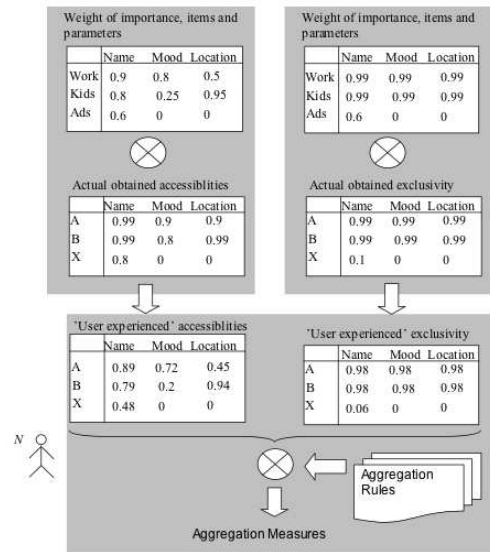 Weight of importance, items and parameters
Name Mood Location
Work 0.9 0.8 0.5
Kids 0.8 0.25 0.95
Ads 0.6 0 0
Actual obtained accessiblities
Name Mood Location
A 0.99 0.9 0.9
B 0.99 0.8 0.99
X 0.8 0 0
Weight of importance, items and parameters
Name Mood Location
Work 0.99 0.99 0.99
Kids 0.99 0.99 0.99
Ads 0.6 0 0
Actual obtained exclusivity
Name Mood Location
A 0.99 0.99 0.99
B 0.99 0.99 0.99
X 0.1 0 0
'User experienced' accessiblities
Name Mood Location
A 0.89 0.72 0.45
B 0.79 0.2 0.94
X 0.48 0 0
'User experienced' exclusivity
Name Mood Location
A 0.98 0.98 0.98
B 0.98 0.98 0.98
X 0.06 0 0
N
Aggregation
Rules
Aggregation Measures